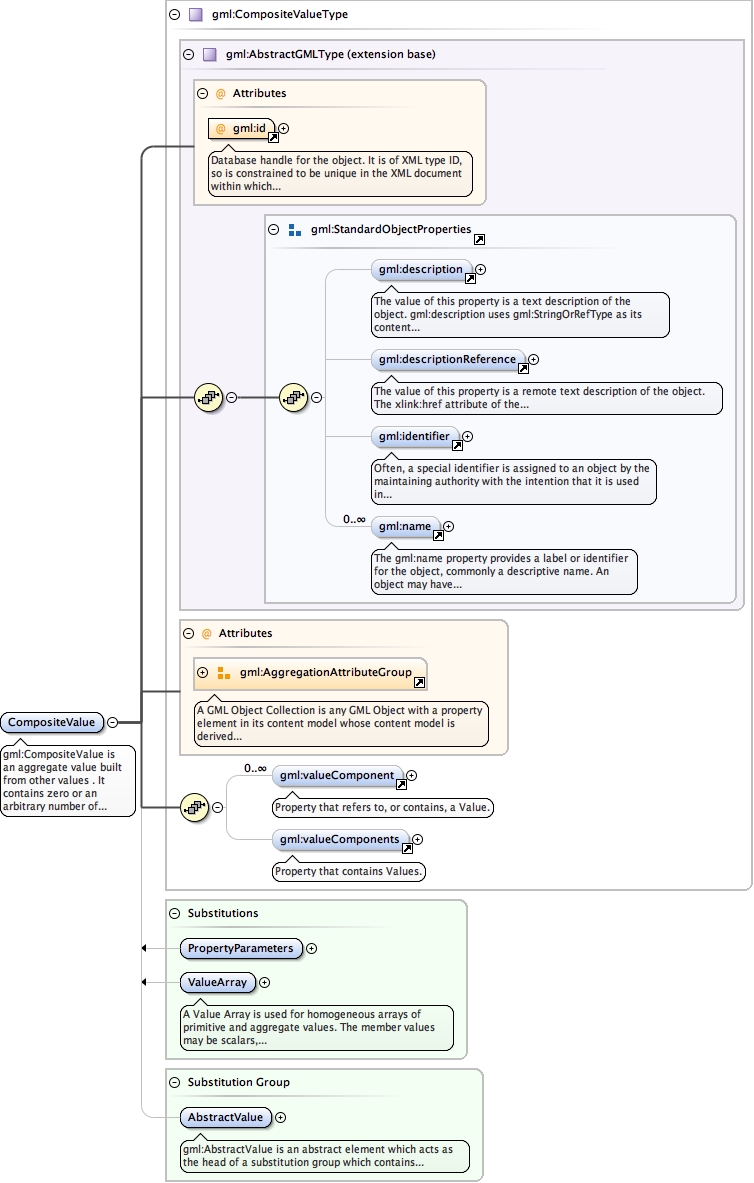 gml:CompositeValueType
gml:AbstractGMLType (extension base)
@ Attributes
@ gml:id
Database handle for the object. It is of XML type ID,
so is constrained to be unique in the XML document
within which...
gml:StandardObjectProperties
gml:description
The value of this property is a text description of the
object. gml:description uses gml:StringOrRefType as its
content...
gml:descriptionReference
The value of this property is a remote text description of the object.
The xlink:href attribute of the...
gml:identifier
Often, a special identifier is assigned to an object by the
maintaining authority with the intention that it is used
in...
0..∞
gml:name
The gml:name property provides a label or identifier
for the object, commonly a descriptive name. An
object may have...
@ Attributes
gml:AggregationAttributeGroup
A GML Object Collection is any GML Object with a property
element in its content model whose content model is
derived...
CompositeValue
gml:CompositeValue is
an aggregate value built
from other values . It
contains zero or an
arbitrary number of...
0..∞
gml:valueComponent
Property that refers to, or contains, a Value.
gml:valueComponents
Property that contains Values.
Substitutions
PropertyParameters
ValueArray
A Value Array is used for homogeneous arrays of
primitive and aggregate values. The member values
may be scalars,...
Substitution Group
AbstractValue
gml:AbstractValue is an abstract element which acts as
the head of a substitution group which contains...